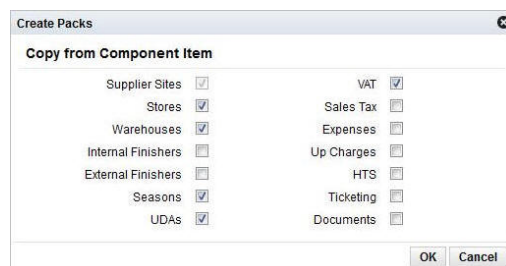 Create Packs
Copy from Component Item
Supplier Sites VAT
Stores Sales Tax
Warehouses Expenses
Internal Finishers Up Charges
External Finishers HTS
Seasons Ticketing
UDAs Documents
OK Cancel